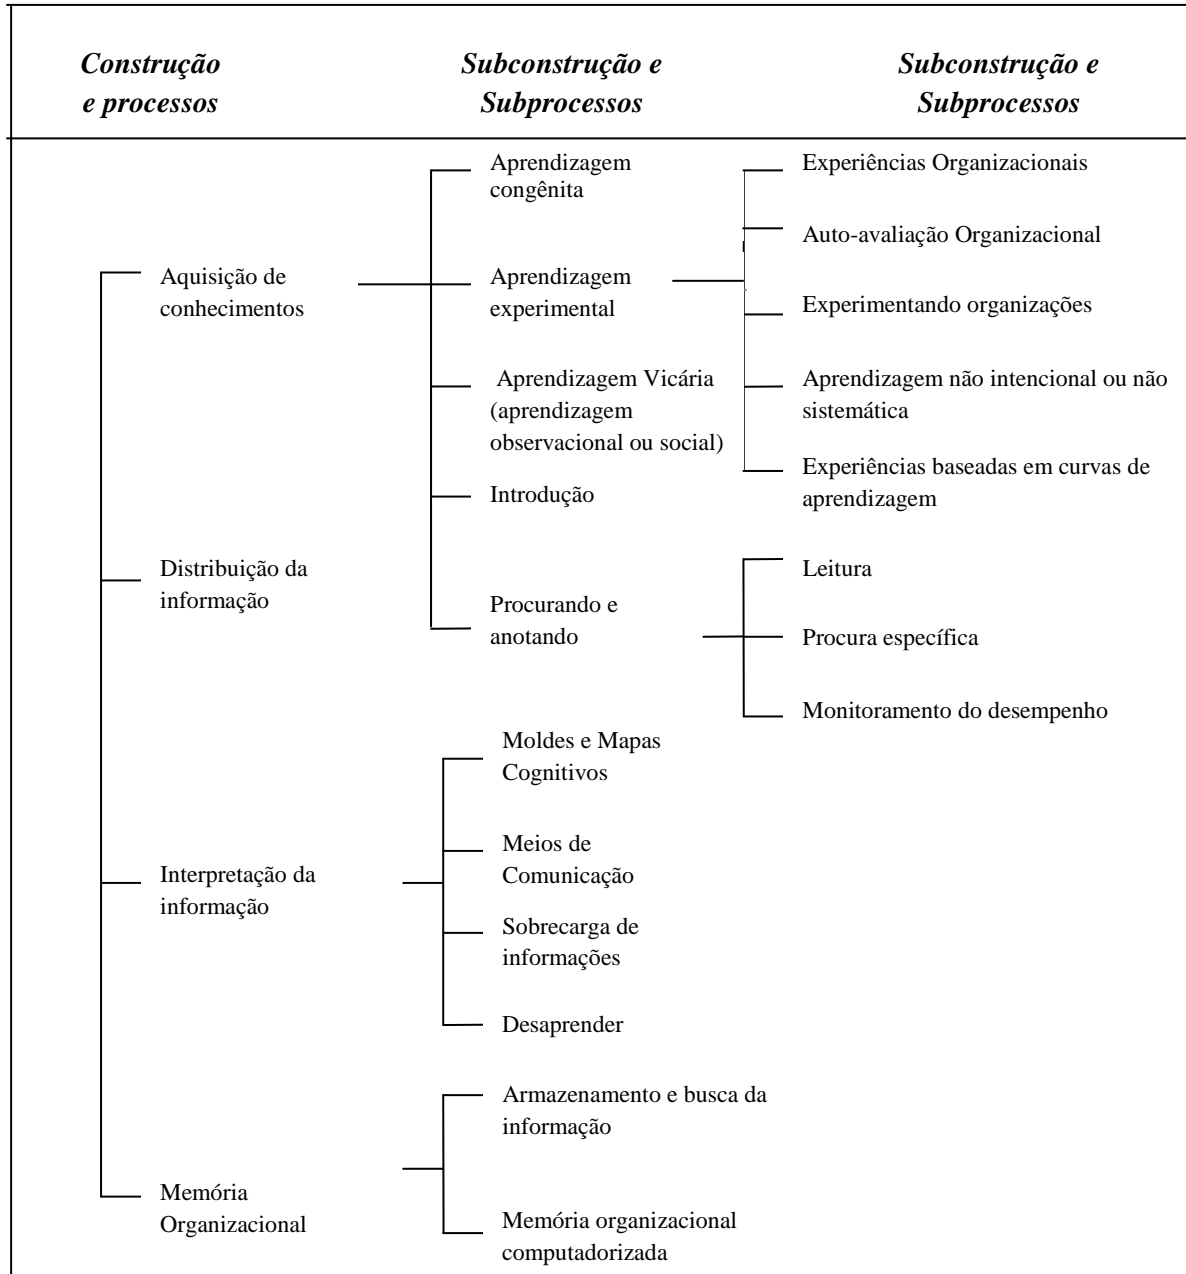 Construção
e processos
Subconstrução e
Subprocessos
Subconstrução e
Subprocessos
Aquisição de
conhecimentos
Distribuição da
informação
Interpretação da
informação
Memória
Organizacional
Aprendizagem
congênita
Aprendizagem
experimental
Aprendizagem Vicária
(aprendizagem
observacional ou social)
Introdução
Procurando e
anotando
Moldes e Mapas
Cognitivos
Meios de
Comunicação
Sobrecarga de
informações
Desaprender
Armazenamento e busca da
informação
Memória organizacional
computadorizada
Experiências Organizacionais
Auto-avaliação Organizacional
Experimentando organizações
Aprendizagem não intencional ou não
sistemática
Experiências baseadas em curvas de
aprendizagem
Leitura
Procura específica
Monitoramento do desempenho